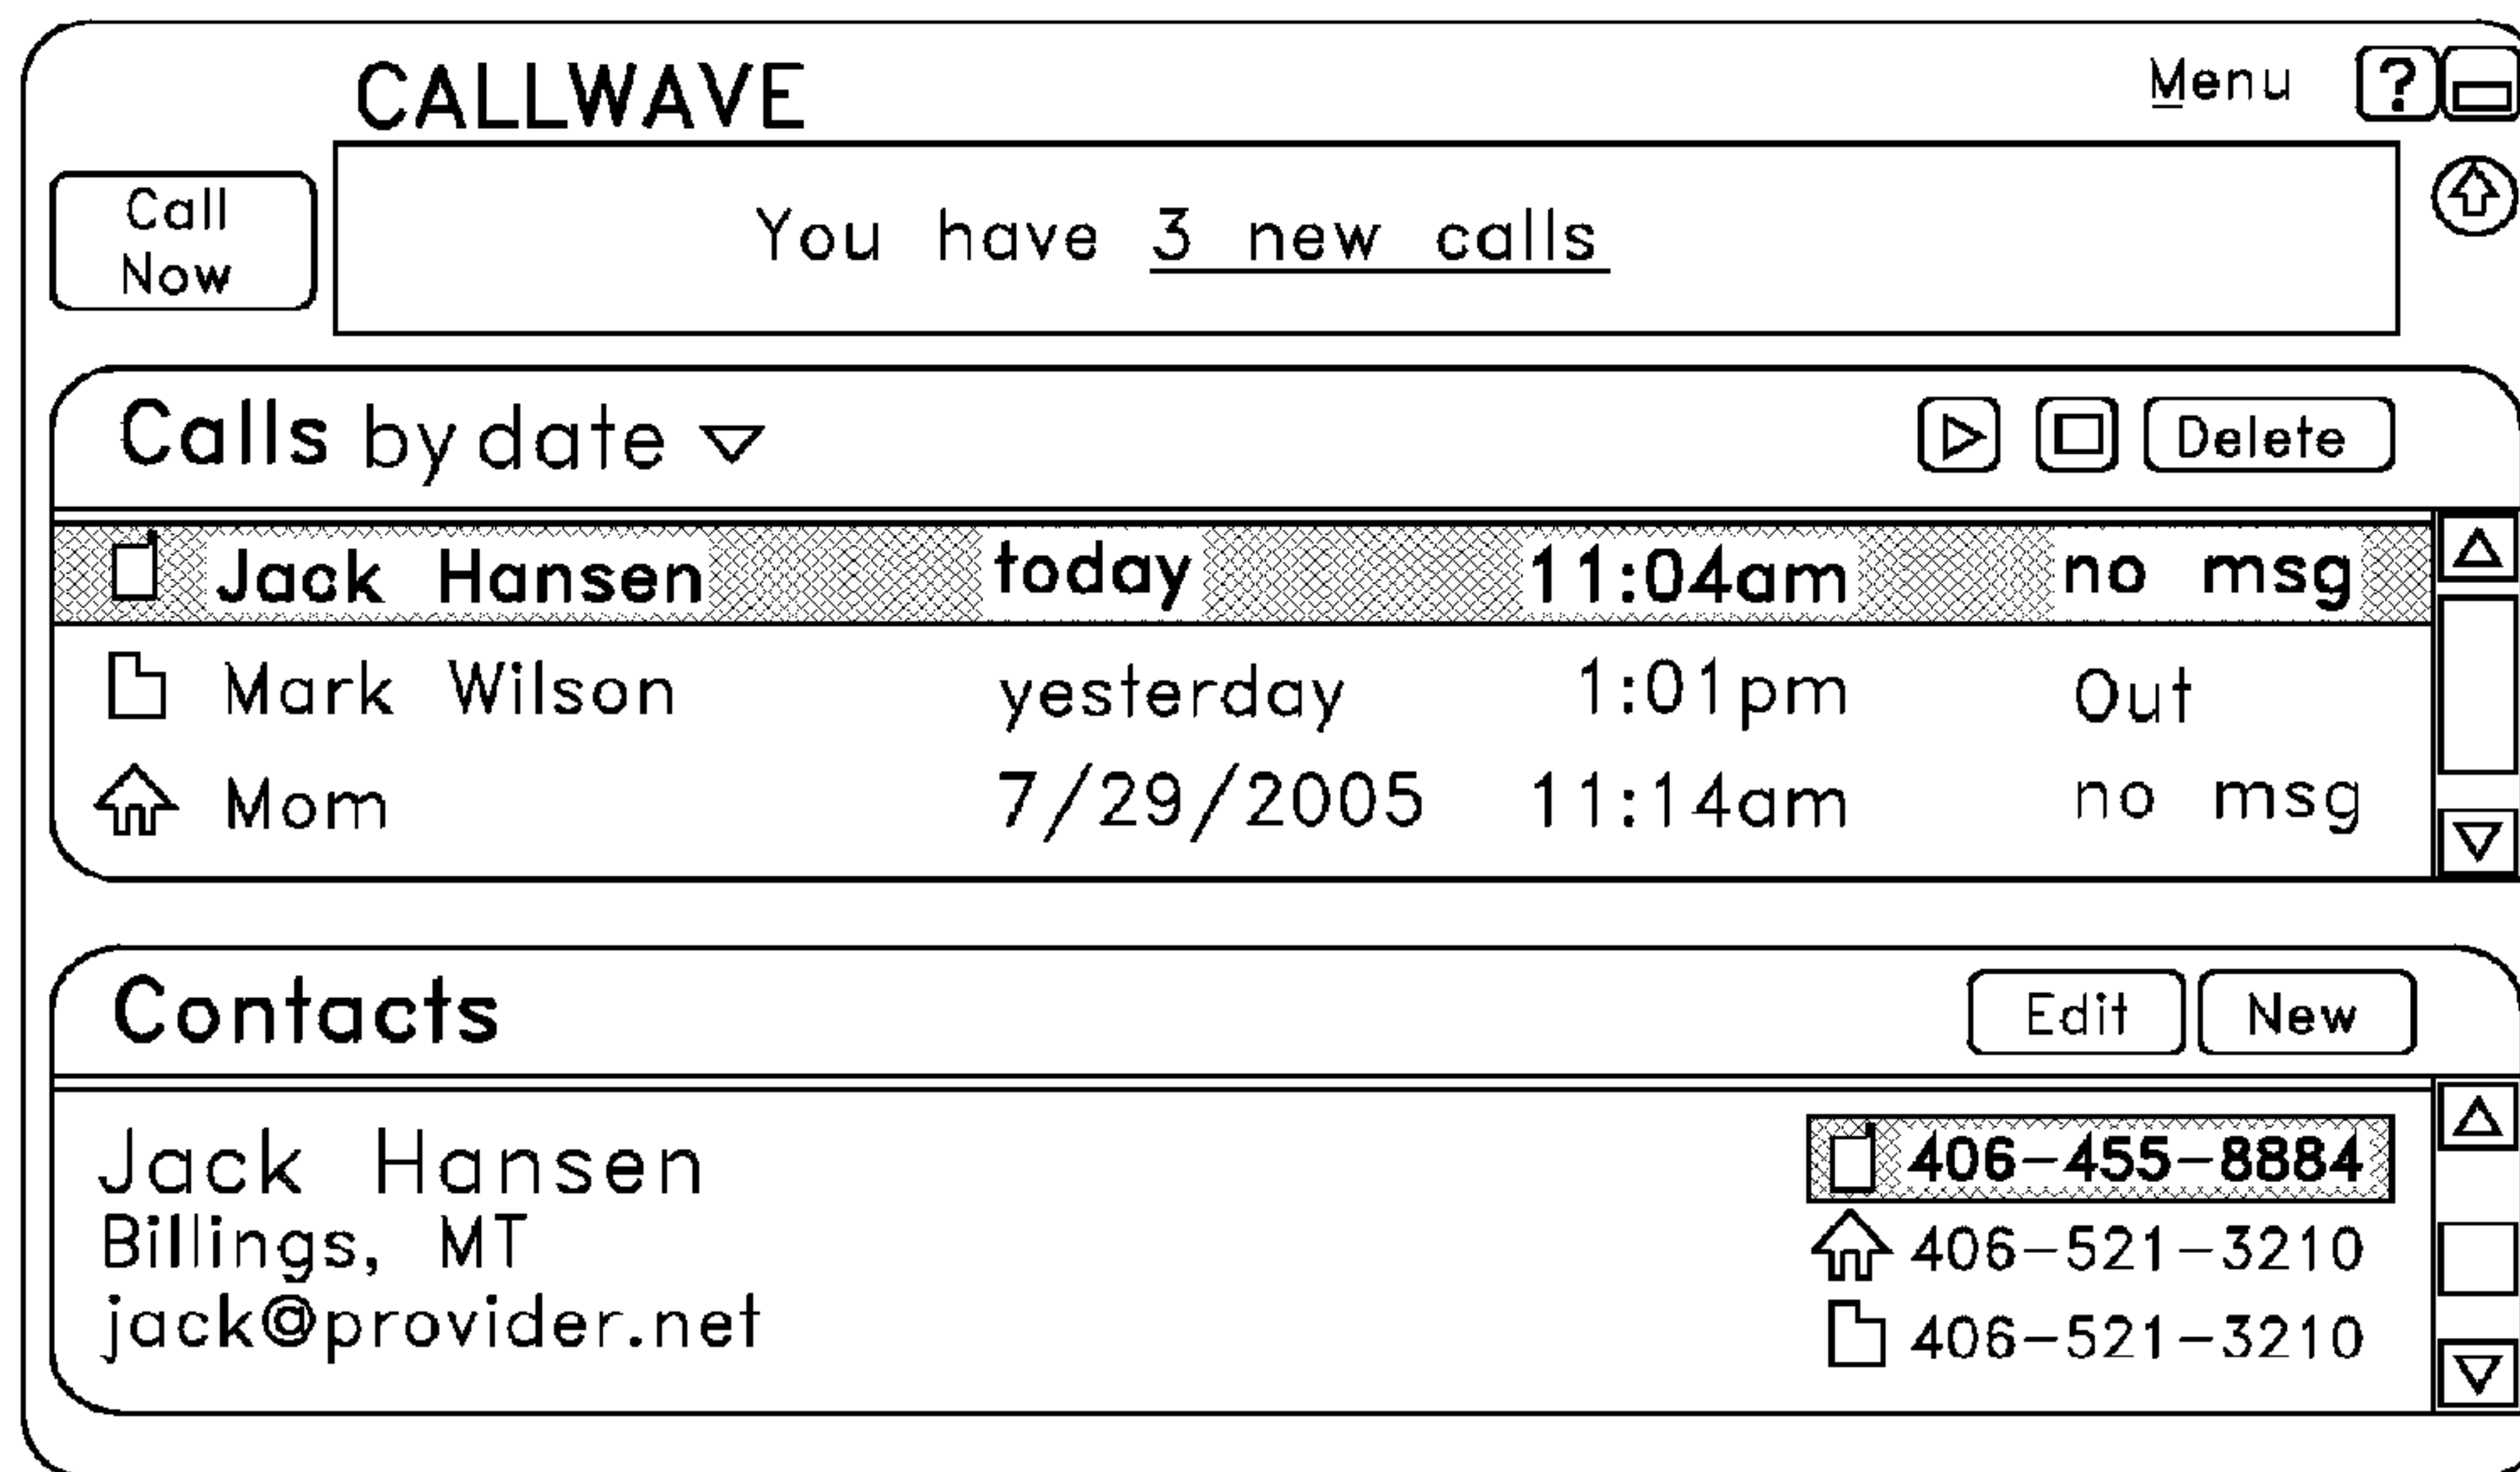 CALLWAVE Menu ?
Call
Now
You have 3 new calls
Calls by date Delete
Jack Hansen today 11:04am no msg
Mark Wilson yesterday 1:01pm Out
Mom 7/29/2005 11:14am no msg
Contacts Edit New
Jack Hansen 406-455-8884
Billings, MT 406-521-3210
jack@provider.net 406-521-3210